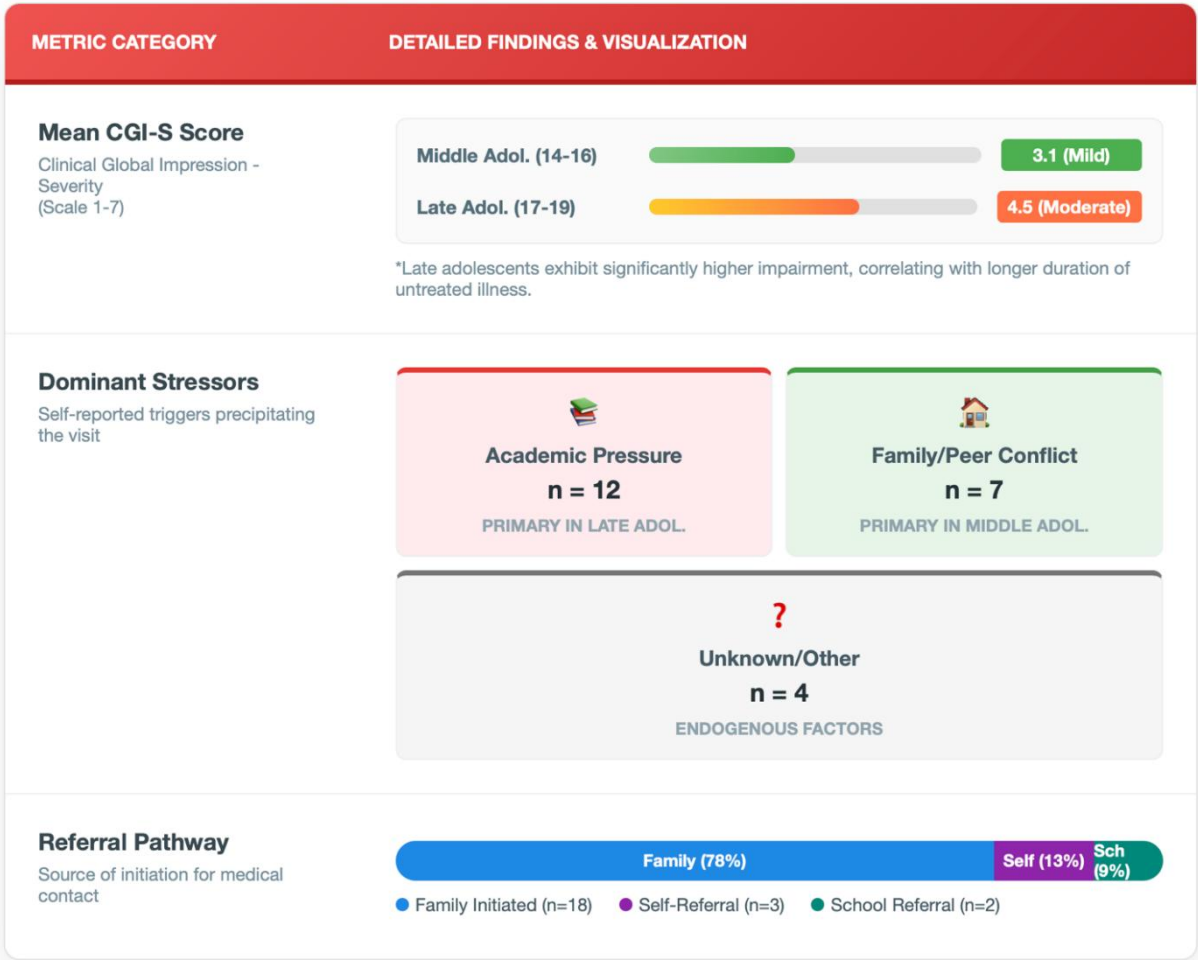 METRIC CATEGORY
DETAILED FINDINGS & VISUALIZATION
Mean CGI-S Score
Clinical Global Impression -
Severity
(Scale 1-7)
Middle Adol. (14-16)
3.1 (Mild)
Late Adol. (17-19)
4.5 (Moderate)
*Late adolescents exhibit significantly higher impairment, correlating with longer duration of
untreated illness.
Dominant Stressors
Self-reported triggers precipitating
the visit
Academic Pressure
n = 12
PRIMARY IN LATE ADOL.
Family/Peer Conflict
n = 7
PRIMARY IN MIDDLE ADOL.
?
Unknown/Other
n = 4
ENDOGENOUS FACTORS
Referral Pathway
Source of initiation for medical
contact
Family (78%)
Self (13%)
Sch
(9%)
Family Initiated (n=18)
Self-Referral (n=3)
School Referral (n=2)